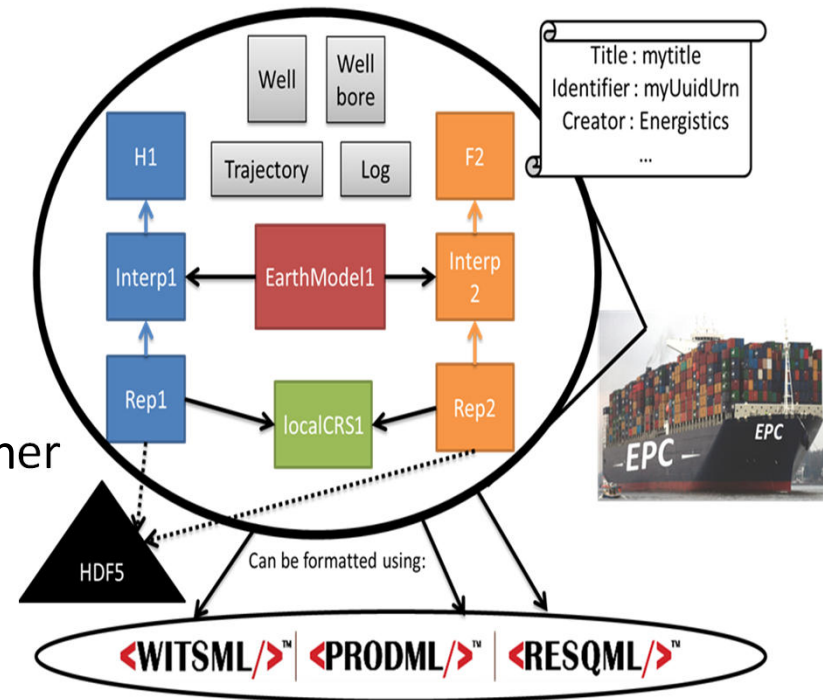 Title : mytitle
Identifier : myUuidUrn
Creator : Energistics
...
Well
Well
bore
H1
Trajectory
Log
F2
Interp1
EarthModel1
Interp
2
Rep1
localCRS1
Rep2
EPC
-EPC-
HDF5
Can be formatted using:
<WITSML/>™ <PRODML/>™ <RESQML/>™